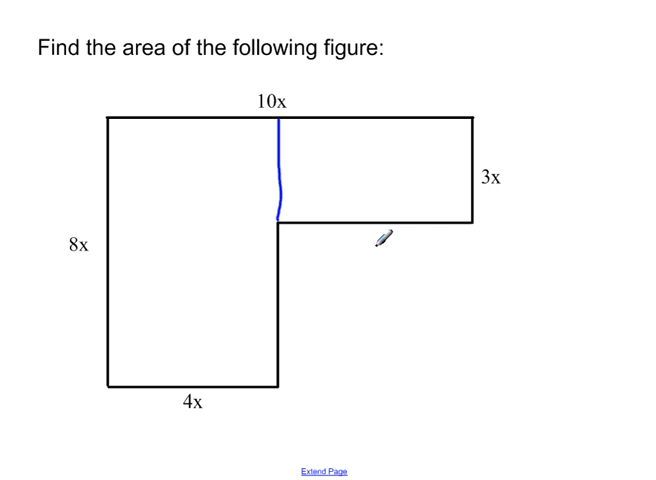 Find the area of the following figure:
10x
3x
8x
4x
Extend Page